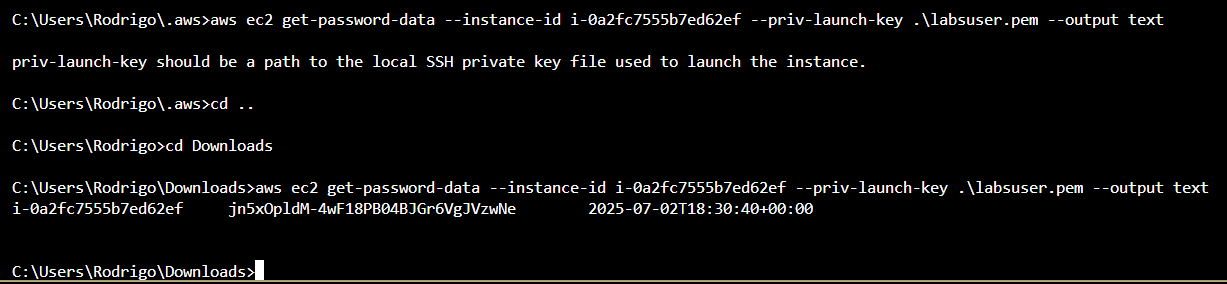 C:\Users\Rodrigo\.aws>aws ec2 get-password-data --instance-id i-0a2fc7555b7ed62ef --priv-launch-key .\labsuser.pem --output text
priv-launch-key should be a path to the local SSH private key file used to launch the instance.
C:\Users\Rodrigo\.aws>cd ..
C:\Users\Rodrigo>cd Downloads
C:\Users\Rodrigo\Downloads>aws ec2 get-password-data --instance-id i-0a2fc7555b7ed62ef --priv-launch-key .\labsuser.pem --output text
i-0a2fc7555b7ed62ef     jn5xOpldM-4wF18PB04BJGr6VgJVzwNe        2025-07-02T18:30:40+00:00
C:\Users\Rodrigo\Downloads>